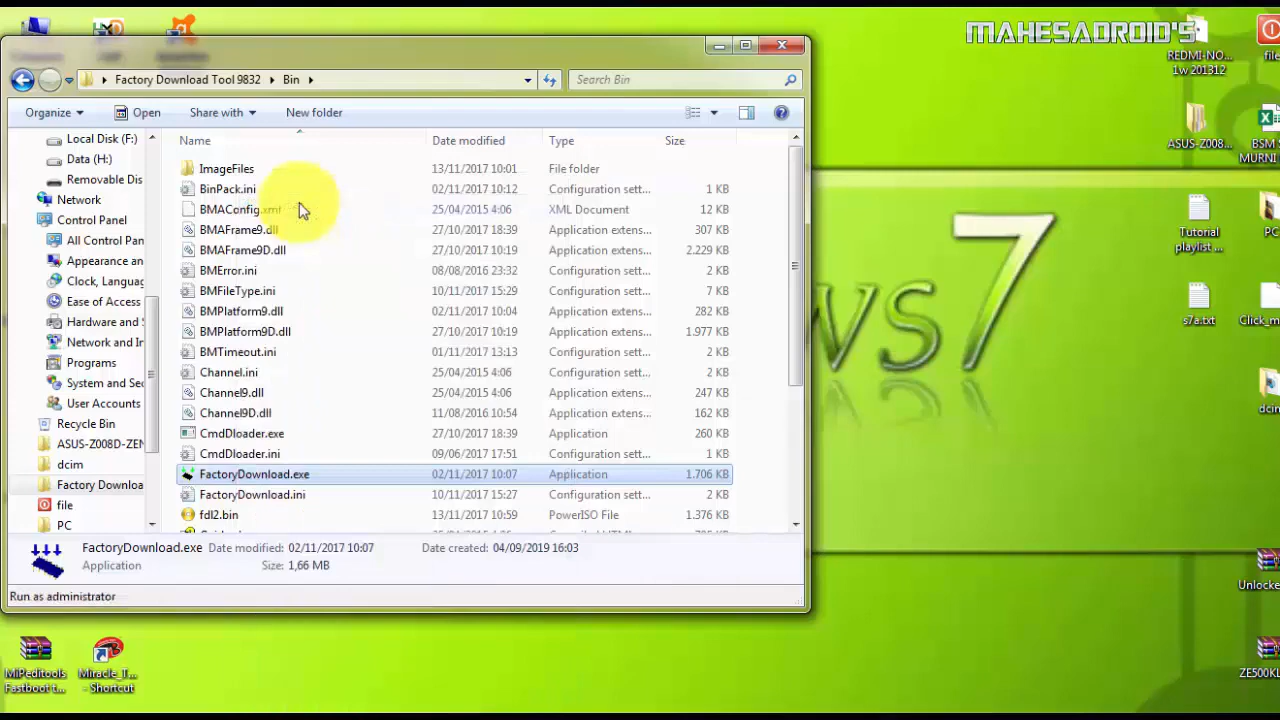 MAHESADROID'S
Factory Download Tool 9832 Bin
Search Bin
Organize Open Share with New folder
Name Date modified Type Size
Local Disk (F:)
Data (H:)
Removable Dis
Network
Control Panel
All Control Pan
Appearance an
Clock, Languag
Ease of Access
Hardware and S
Network and In
Programs
System and Sec
User Accounts
Recycle Bin
ASUS-Z008D-ZEN
dcim
Factory Downloa
file
PC
ImageFiles 13/11/2017 10:01 File folder
BinPack.ini 02/11/2017 10:12 Configuration sett... 1 KB
BMAConfig.xml 25/04/2015 4:06 XML Document 12 KB
BMAFrame9.dll 27/10/2017 18:39 Application extens... 307 KB
BMAFrame9D.dll 27/10/2017 10:19 Application extens... 2.229 KB
BMError.ini 08/08/2016 23:32 Configuration sett... 2 KB
BMFileType.ini 10/11/2017 15:29 Configuration sett... 7 KB
BMPlatform9.dll 02/11/2017 10:04 Application extens... 282 KB
BMPlatform9D.dll 27/10/2017 10:19 Application extens... 1.977 KB
BMTimeout.ini 01/11/2017 13:13 Configuration sett... 2 KB
Channel.ini 25/04/2015 4:06 Configuration sett... 2 KB
Channel9.dll 25/04/2015 4:06 Application extens... 247 KB
Channel9D.dll 11/08/2016 10:54 Application extens... 162 KB
CmdDloader.exe 27/10/2017 18:39 Application 260 KB
CmdDloader.ini 09/06/2017 17:51 Configuration sett... 1 KB
FactoryDownload.exe 02/11/2017 10:07 Application 1.706 KB
FactoryDownload.ini 10/11/2017 15:27 Configuration sett... 2 KB
fdl2.bin 13/11/2017 10:59 PowerISO File 1.376 KB
FactoryDownload.exe Date modified: 02/11/2017 10:07 Date created: 04/09/2019 16:03
Application Size: 1,66 MB
Run as administrator
REDMI-NO...
1w 201312
file
ASUS-Z008...
BSM S
MURNI
Tutorial
playlist ...
PC
s7a.txt
Click_m
dcin
Unlocke
ZE500KL
MIPeditools
Fastboot t...
Miracle_T...
- Shortcut
ws7